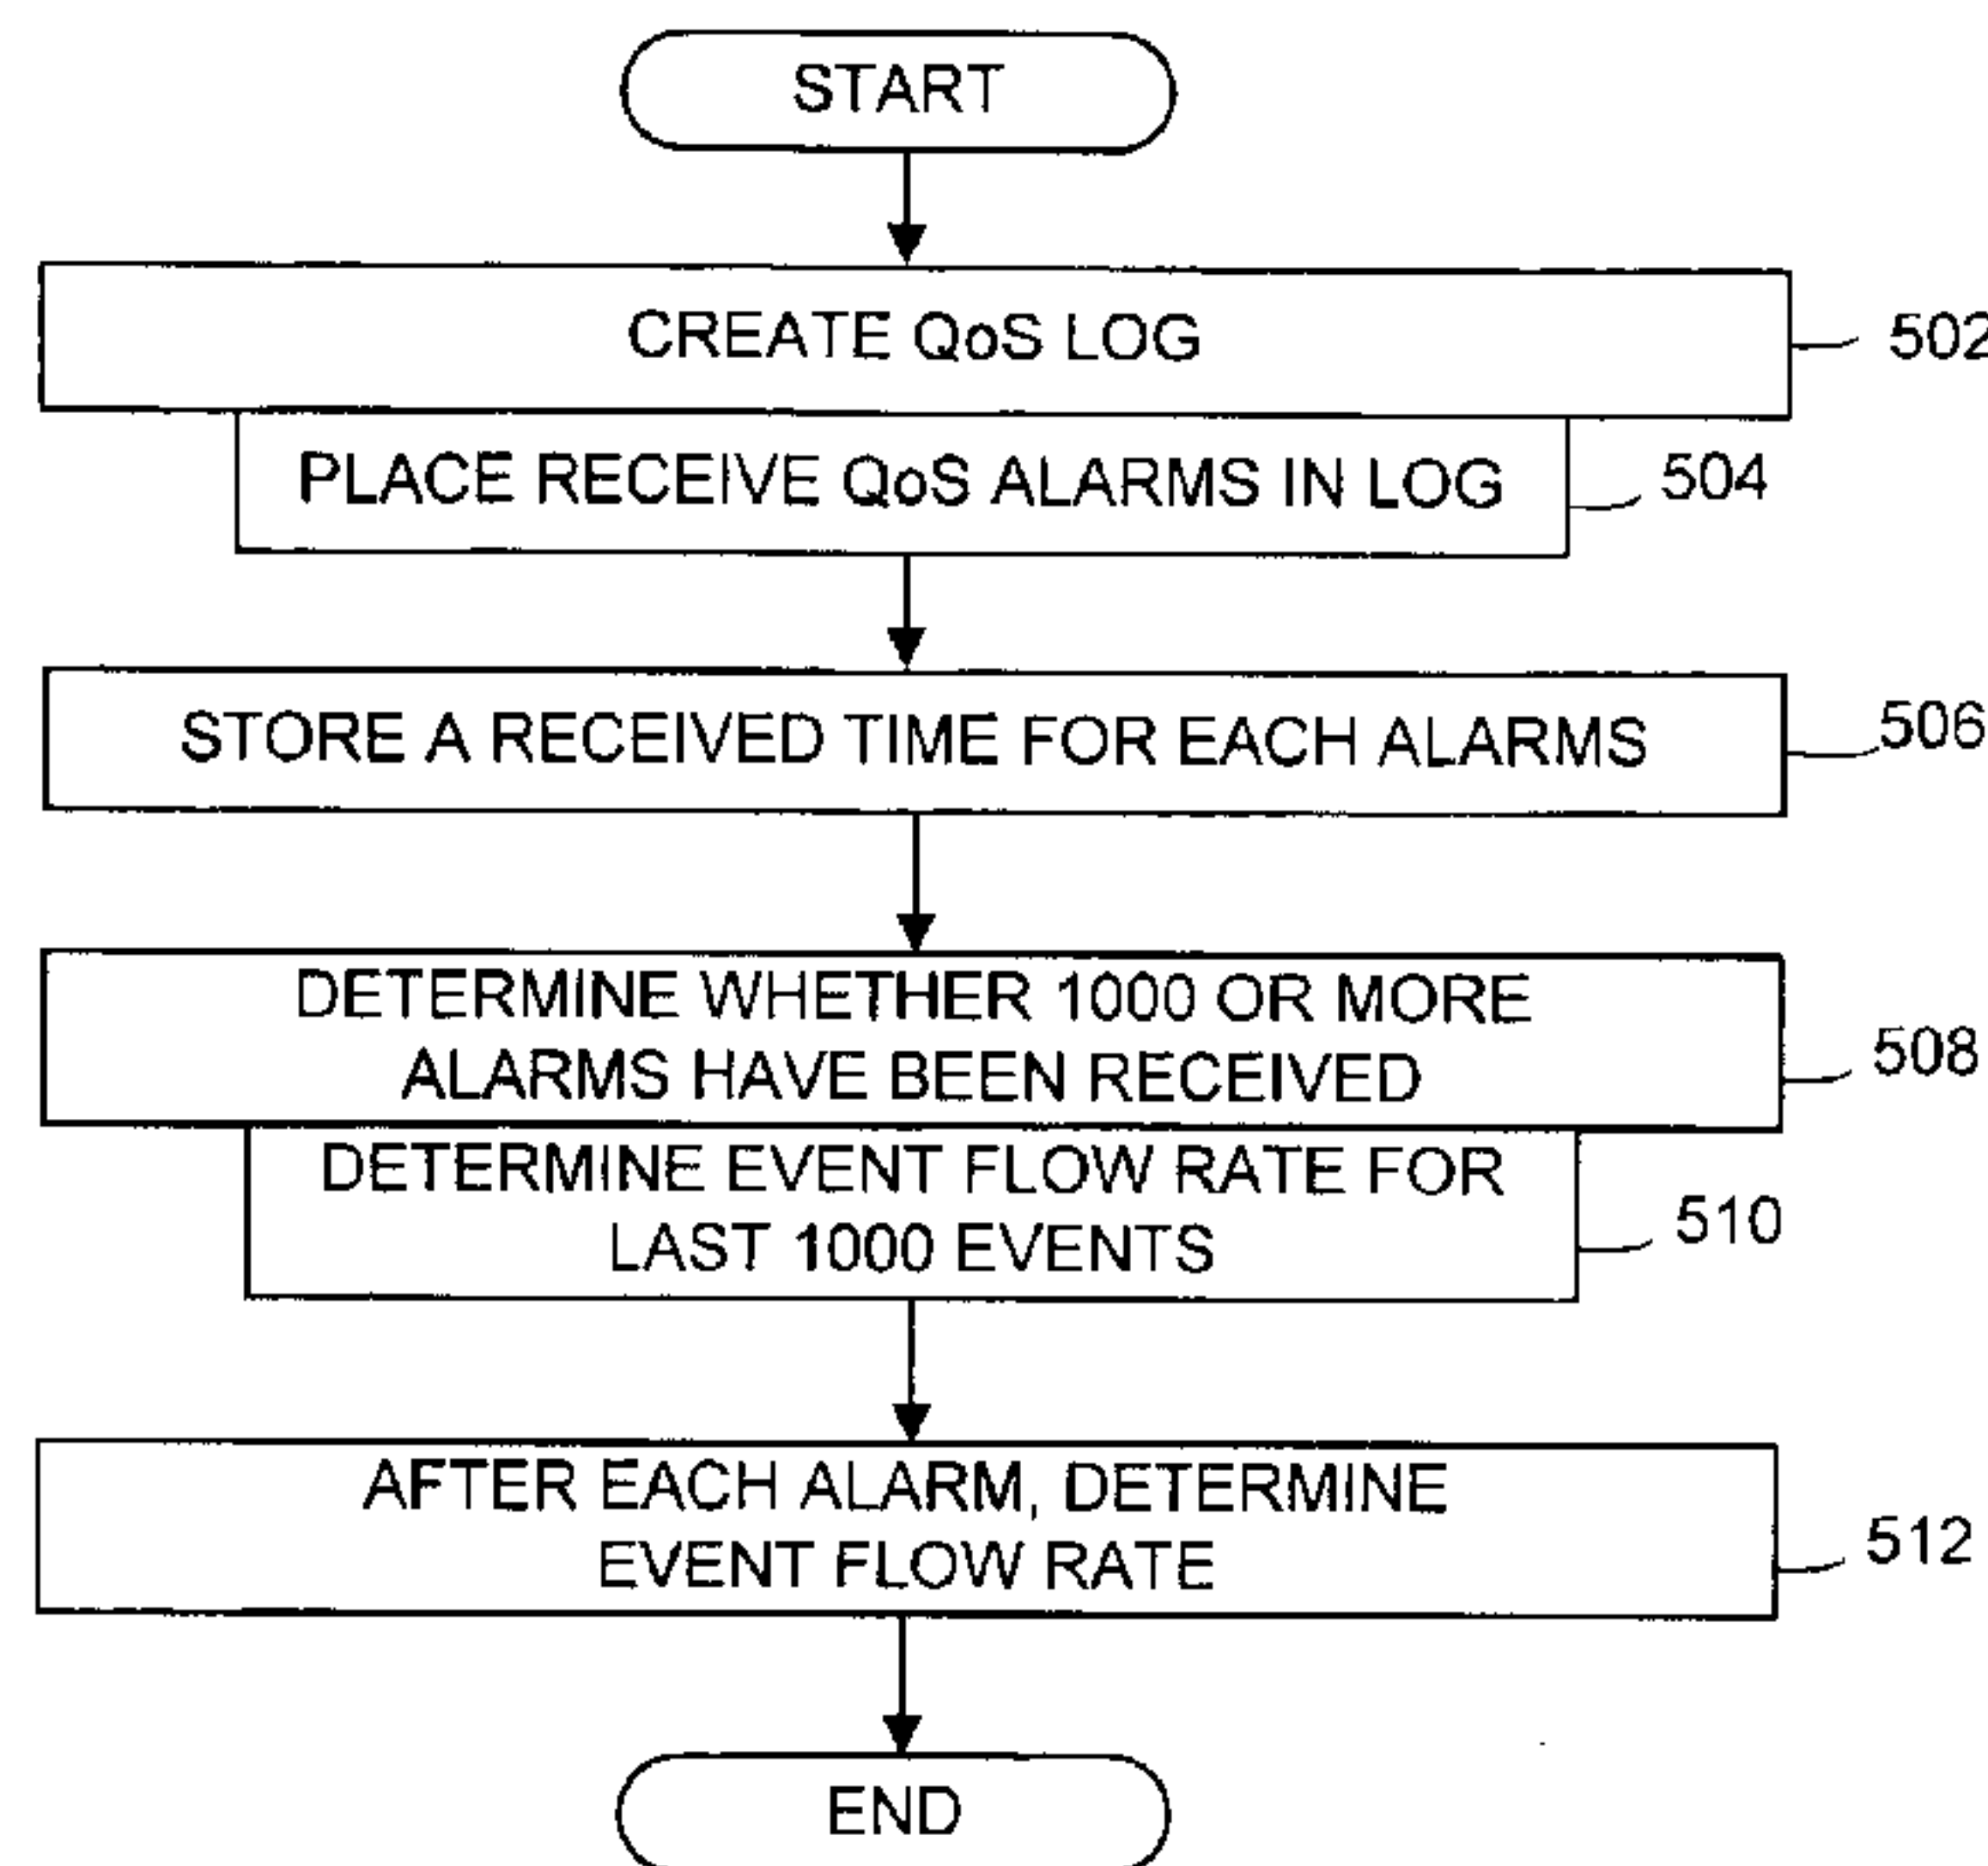 START
CREATE QoS LOG
502
PLACE RECEIVE QoS ALARMS IN LOG
504
STORE A RECEIVED TIME FOR EACH ALARMS
506
DETERMINE WHETHER 1000 OR MORE
ALARMS HAVE BEEN RECEIVED
508
DETERMINE EVENT FLOW RATE FOR
LAST 1000 EVENTS
510
AFTER EACH ALARM, DETERMINE
EVENT FLOW RATE
512
END